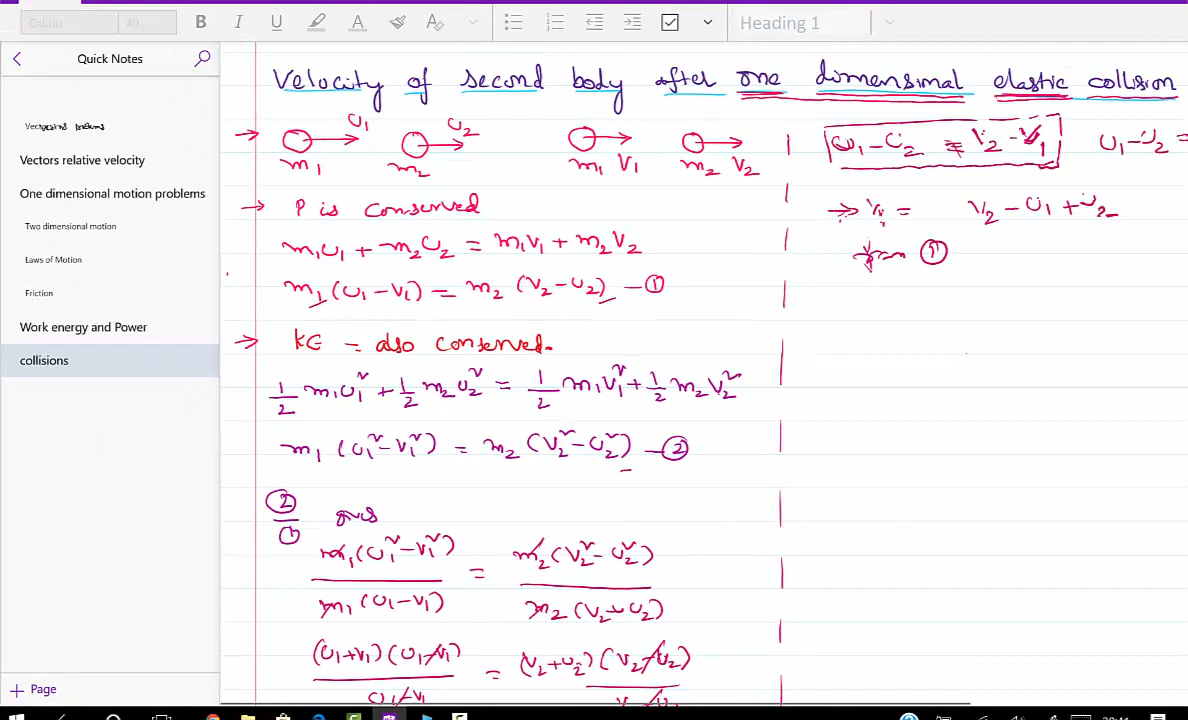 B I U A Heading 1
Quick Notes
Vectors relative velocity
One dimensional motion problems
Two dimensional motion
Laws of Motion
Friction
Work energy and Power
collisions
+ Page
Velocity of second body after one dimensional elastic collision
→ U₁ U₂
m₁ m₂ m₁ V₁ m₂ V₂
→ P is conserved
m₁U₁ + m₂U₂ = m₁V₁ + m₂V₂
m₁(U₁-V₁) = m₂(V₂-U₂) —①
→ KE = also conserved.
1/2 m₁U₁² + 1/2 m₂U₂² = 1/2 m₁V₁² + 1/2 m₂V₂²
m₁(U₁²-V₁²) = m₂(V₂²-U₂²) —②
②/①
m₁(U₁²-V₁²) / m₁(U₁-V₁) = m₂(V₂²-U₂²) / m₂(V₂-U₂)
(U₁+V₁)(U₁-V₁) / U₁-V₁ = (V₂+U₂)(V₂-U₂)
U₁-U₂ = V₂-V₁ U₁-U₂ =
→ V₁ = V₂-U₁+U₂
from ①